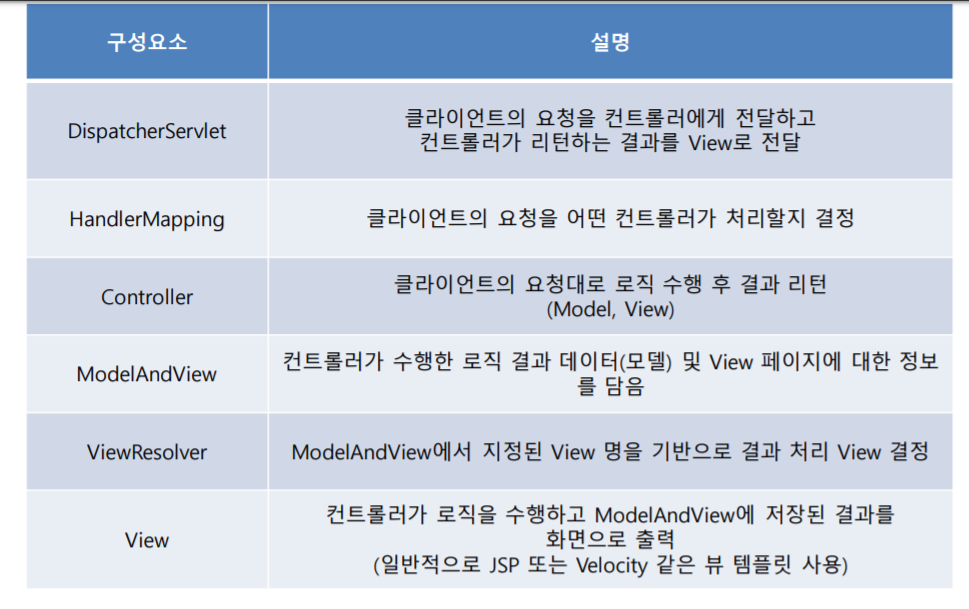 구성요소 설명
DispatcherServlet
클라이언트의 요청을 컨트롤러에게 전달하고
컨트롤러가 리턴하는 결과를 View로 전달
HandlerMapping
클라이언트의 요청을 어떤 컨트롤러가 처리할지 결정
Controller
클라이언트의 요청대로 로직 수행 후 결과 리턴
(Model, View)
ModelAndView
컨트롤러가 수행한 로직 결과 데이터(모델) 및 View 페이지에 대한 정보
를 담음
ViewResolver
ModelAndView에서 지정된 View 명을 기반으로 결과 처리 View 결정
View
컨트롤러가 로직을 수행하고 ModelAndView에 저장된 결과를
화면으로 출력
(일반적으로 JSP 또는 Velocity 같은 뷰 템플릿 사용)